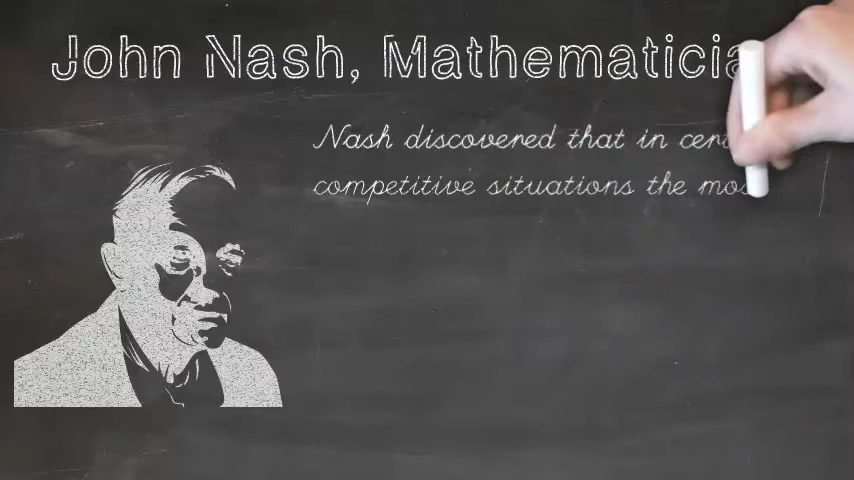 John Nash, Mathematicia
Nash discovered that in cer
competitive situations the mos